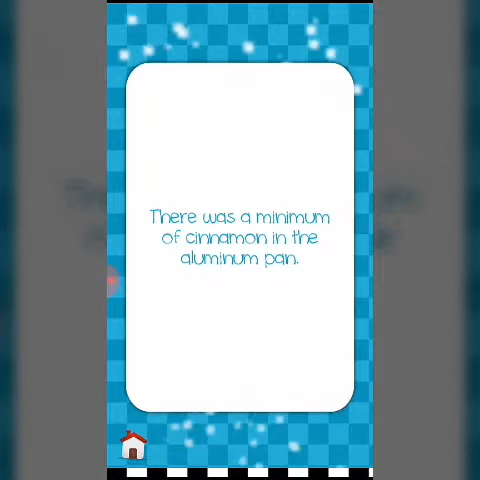 There was a minimum
of cinnamon in the
aluminum pan.